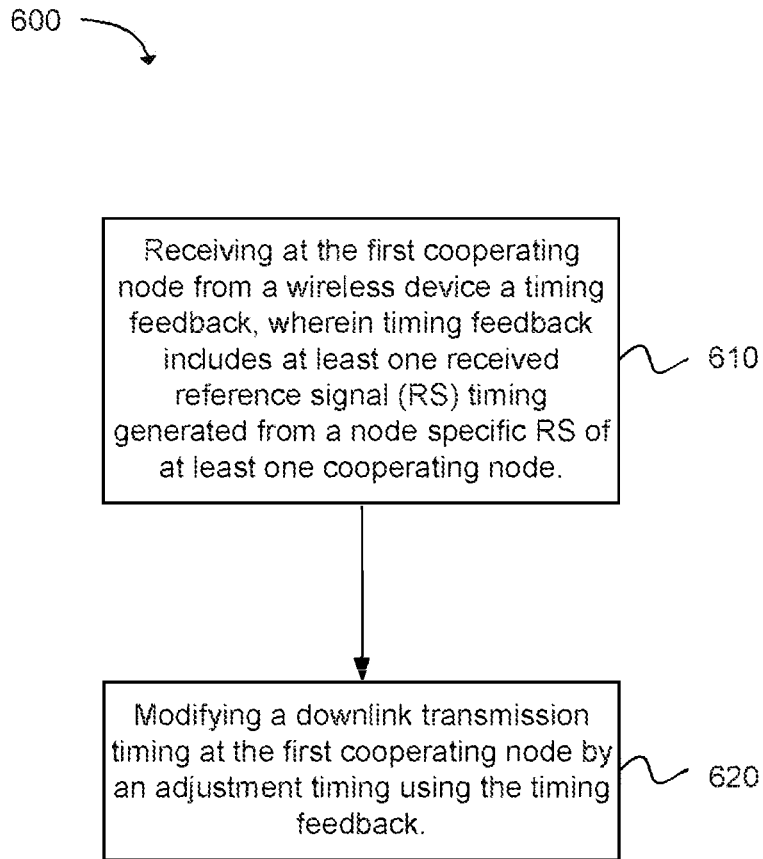 600
Receiving at the first cooperating
node from a wireless device a timing
feedback, wherein timing feedback
includes at least one received
reference signal (RS) timing
generated from a node specific RS of
at least one cooperating node.
610
Modifying a downlink transmission
timing at the first cooperating node by
an adjustment timing using the timing
feedback.
620